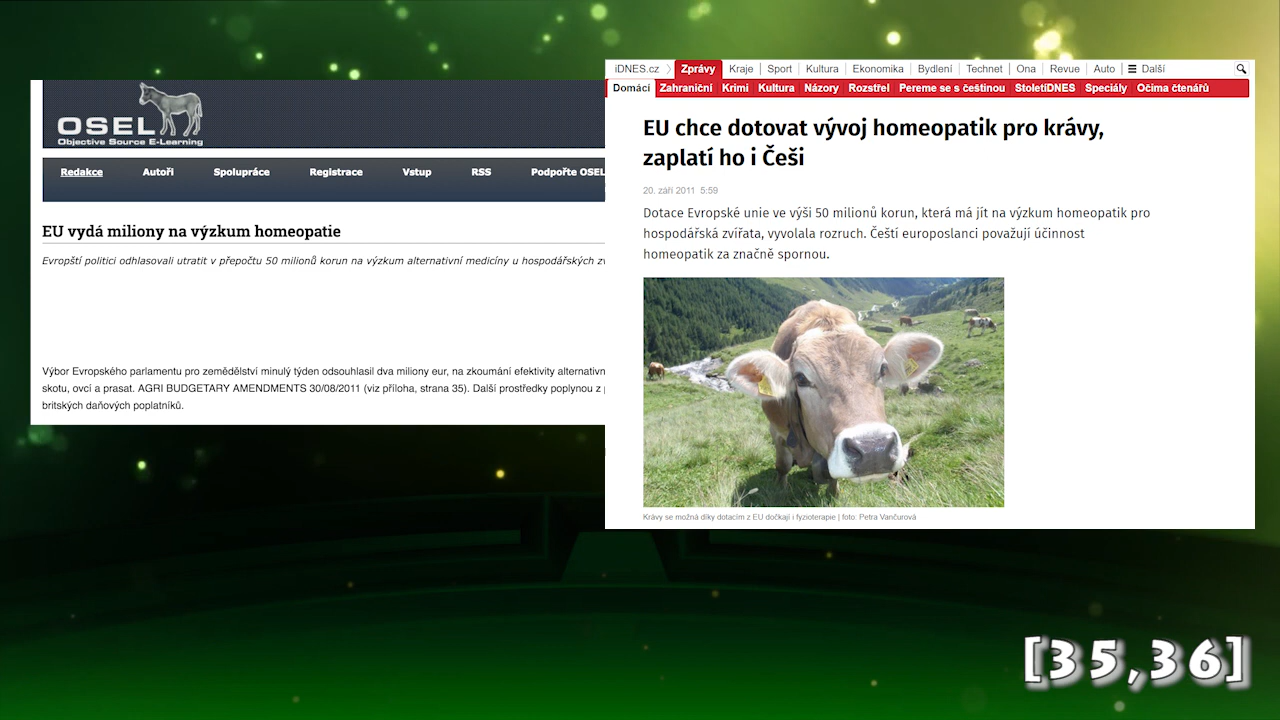 OSEL
Objective Source E-Learning
Redakce Autoři Spolupráce Registrace Vstup RSS Podpořte OSEL
EU vydá miliony na výzkum homeopatie
Evropští politici odhlasovali utratit v přepočtu 50 milionů korun na výzkum alternativní medicíny u hospodářských
Výbor Evropského parlamentu pro zemědělství minulý týden odsouhlasil dva miliony eur, na zkoumání efektivity
skotu, ovcí a prasat. AGRI BUDGETARY AMENDMENTS 30/08/2011 (viz příloha, strana 35). Další prostředky poplynou z
britských daňových poplatníků.
iDNES.cz Zprávy Kraje Sport Kultura Ekonomika Bydlení Technet Ona Revue Auto Další
Domácí Zahraniční Krimi Kultura Názory Rozstřel Pereme se s češtinou StoletíDNES Speciály Očima čtenářů
EU chce dotovat vývoj homeopatik pro krávy,
zaplatí ho i Češi
20. září 2011 5:59
Dotace Evropské unie ve výši 50 milionů korun, která má jít na výzkum homeopatik pro
hospodářská zvířata, vyvolala rozruch. Čeští europoslanci považují účinnost
homeopatik za značně spornou.
Krávy se možná díky dotacím z EU dočkají i fyzioterapie | foto: Petra Vančurová
[35,36]